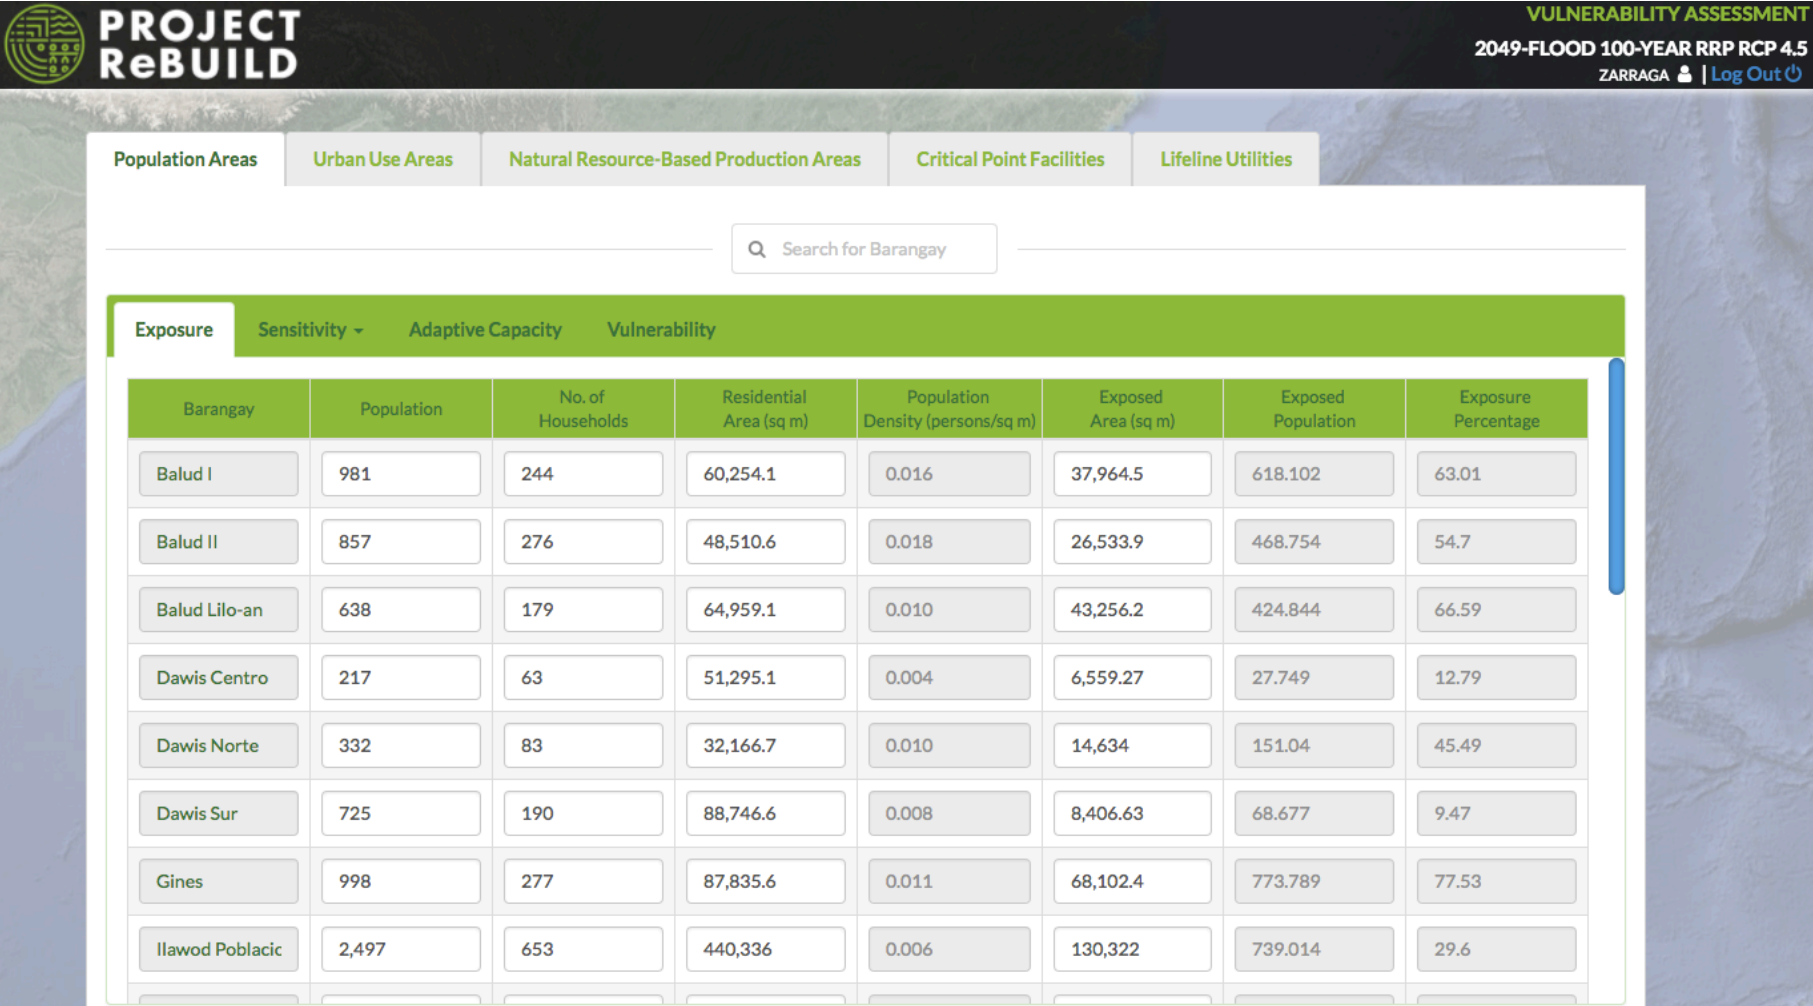 PROJECT
ReBUILD
VULNERABILITY ASSESSMENT
2049-FLOOD 100-YEAR RRP RCP 4.5
ZARRAGA | Log Out
Population Areas Urban Use Areas Natural Resource-Based Production Areas Critical Point Facilities Lifeline Utilities
Search for Barangay
Exposure Sensitivity Adaptive Capacity Vulnerability
Barangay Population No. of Households Residential Area (sq m) Population Density (persons/sq m) Exposed Area (sq m) Exposed Population Exposure Percentage
Balud I 981 244 60,254.1 0.016 37,964.5 618.102 63.01
Balud II 857 276 48,510.6 0.018 26,533.9 468.754 54.7
Balud Lilo-an 638 179 64,959.1 0.010 43,256.2 424.844 66.59
Dawis Centro 217 63 51,295.1 0.004 6,559.27 27.749 12.79
Dawis Norte 332 83 32,166.7 0.010 14,634 151.04 45.49
Dawis Sur 725 190 88,746.6 0.008 8,406.63 68.677 9.47
Gines 998 277 87,835.6 0.011 68,102.4 773.789 77.53
Ilawod Poblacic 2,497 653 440,336 0.006 130,322 739.014 29.6